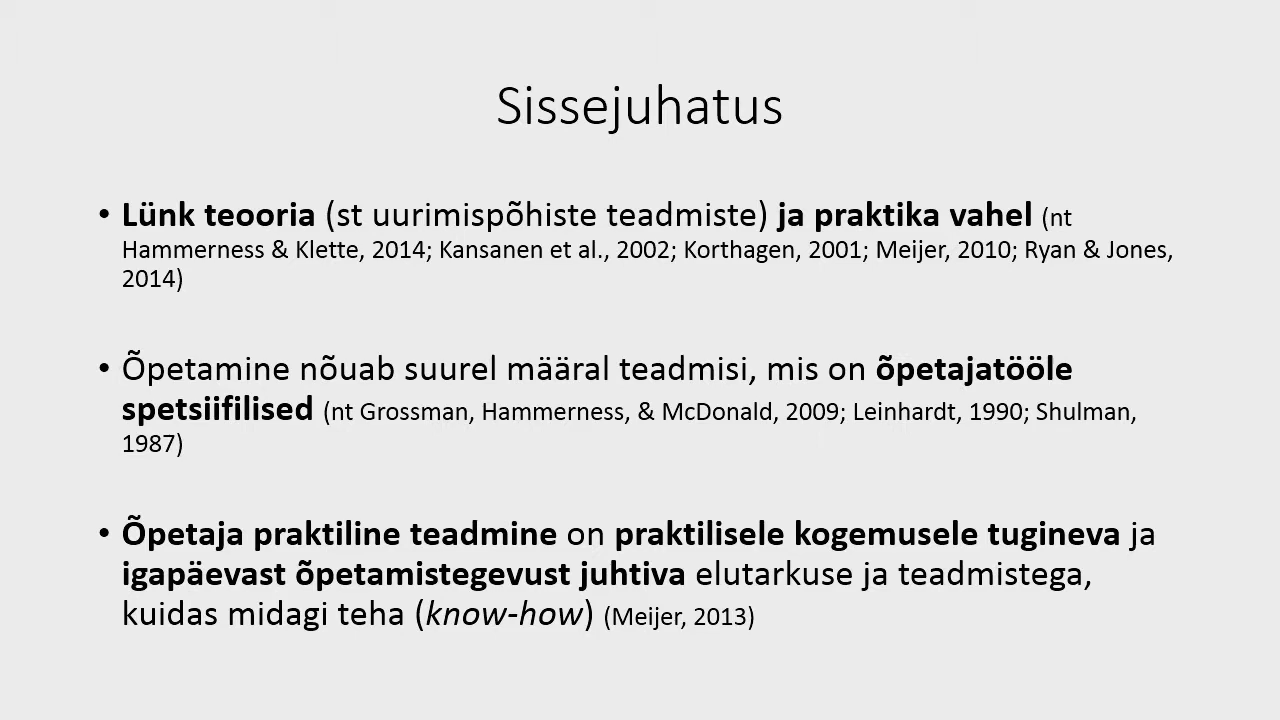 Sissejuhatus
• Lünk teooria (st uurimispõhiste teadmiste) ja praktika vahel (nt
Hammerness & Klette, 2014; Kansanen et al., 2002; Korthagen, 2001; Meijer, 2010; Ryan & Jones,
2014)
• Õpetamine nõuab suurel määral teadmisi, mis on õpetajatööle
spetsiifilised (nt Grossman, Hammerness, & McDonald, 2009; Leinhardt, 1990; Shulman,
1987)
• Õpetaja praktiline teadmine on praktilisele kogemusele tugineva ja
igapäevast õpetamistegevust juhtiva elutarkuse ja teadmistega,
kuidas midagi teha (know-how) (Meijer, 2013)